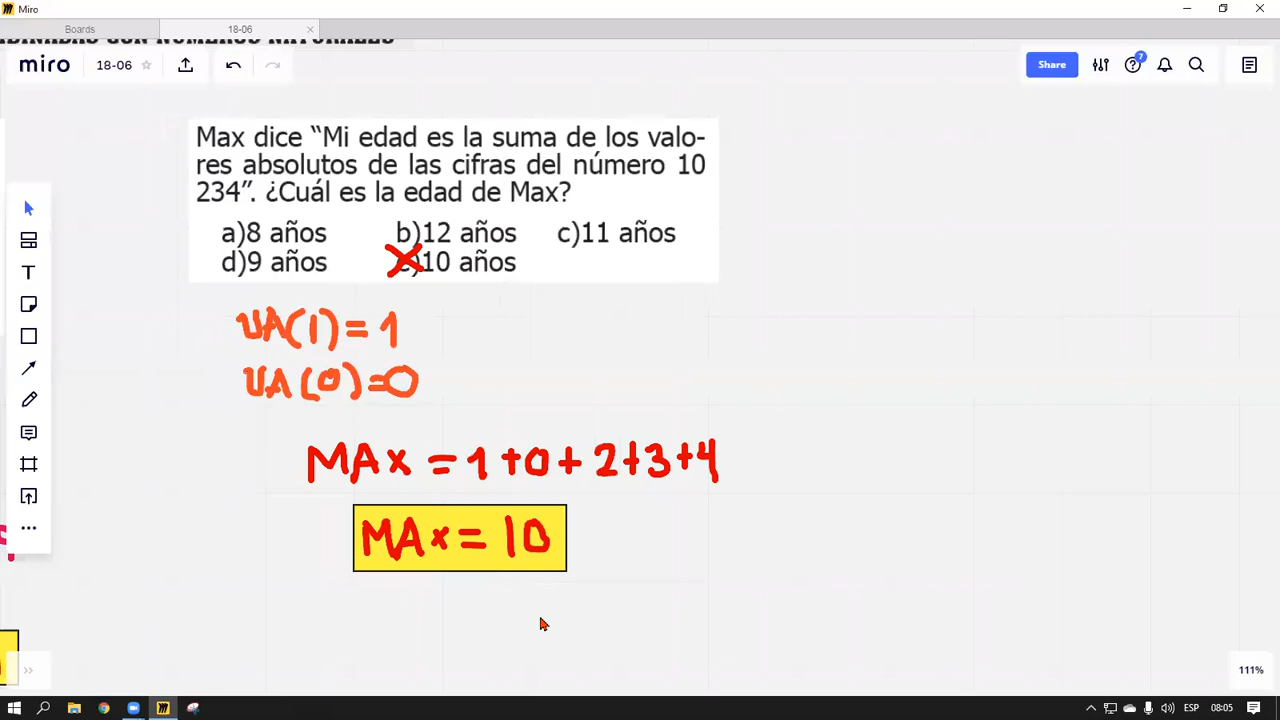 Miro
Boards
18-06
miro
18-06
Share
7
Max dice “Mi edad es la suma de los valo-
res absolutos de las cifras del número 10
234”. ¿Cuál es la edad de Max?
a)8 años b)12 años c)11 años
d)9 años e)10 años
VA(1)=1
VA(0)=0
MAx = 1+0+2+3+4
MAx = 10
111%
ESP 08:05